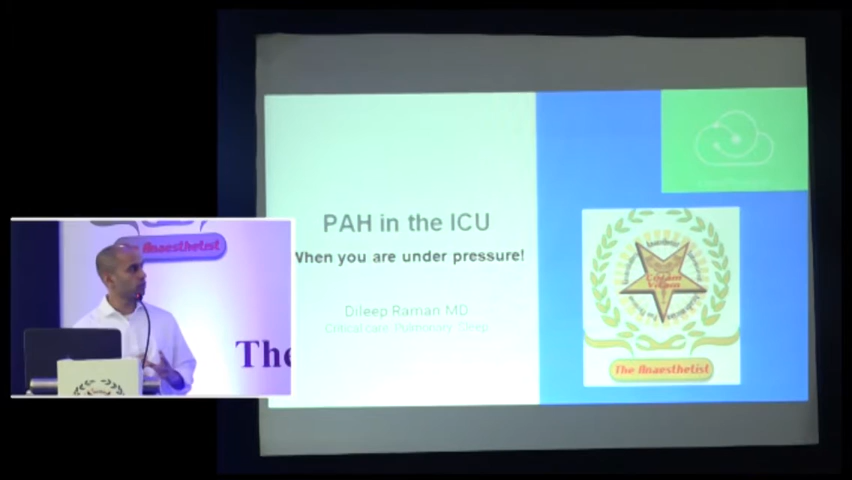 PAH in the ICU
When you are under pressure!
Dileep Raman MD
Critical care, Pulmonary, Sleep
The Anaesthetist
The Anaesthetist
The